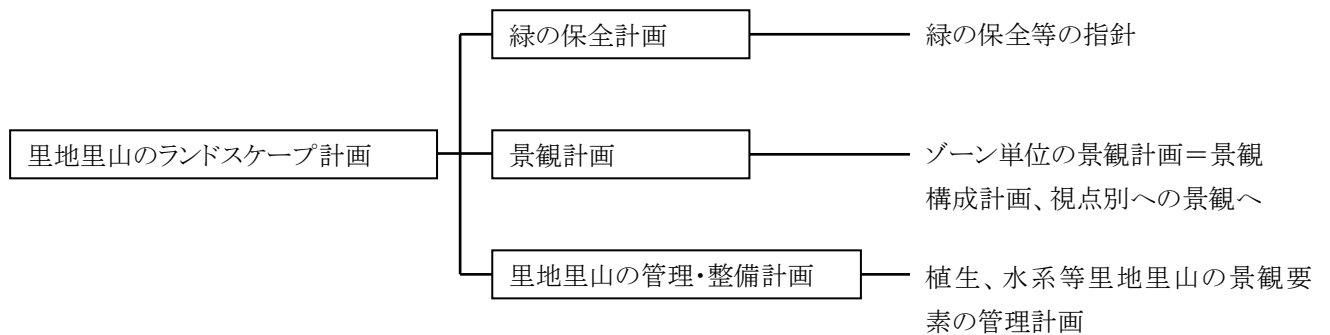 緑の保全計画
緑の保全等の指針
里地里山のランドスケープ計画
景観計画
ゾーン単位の景観計画＝景観
構成計画、視点別への景観へ
里地里山の管理・整備計画
植生、水系等里地里山の景観要
素の管理計画